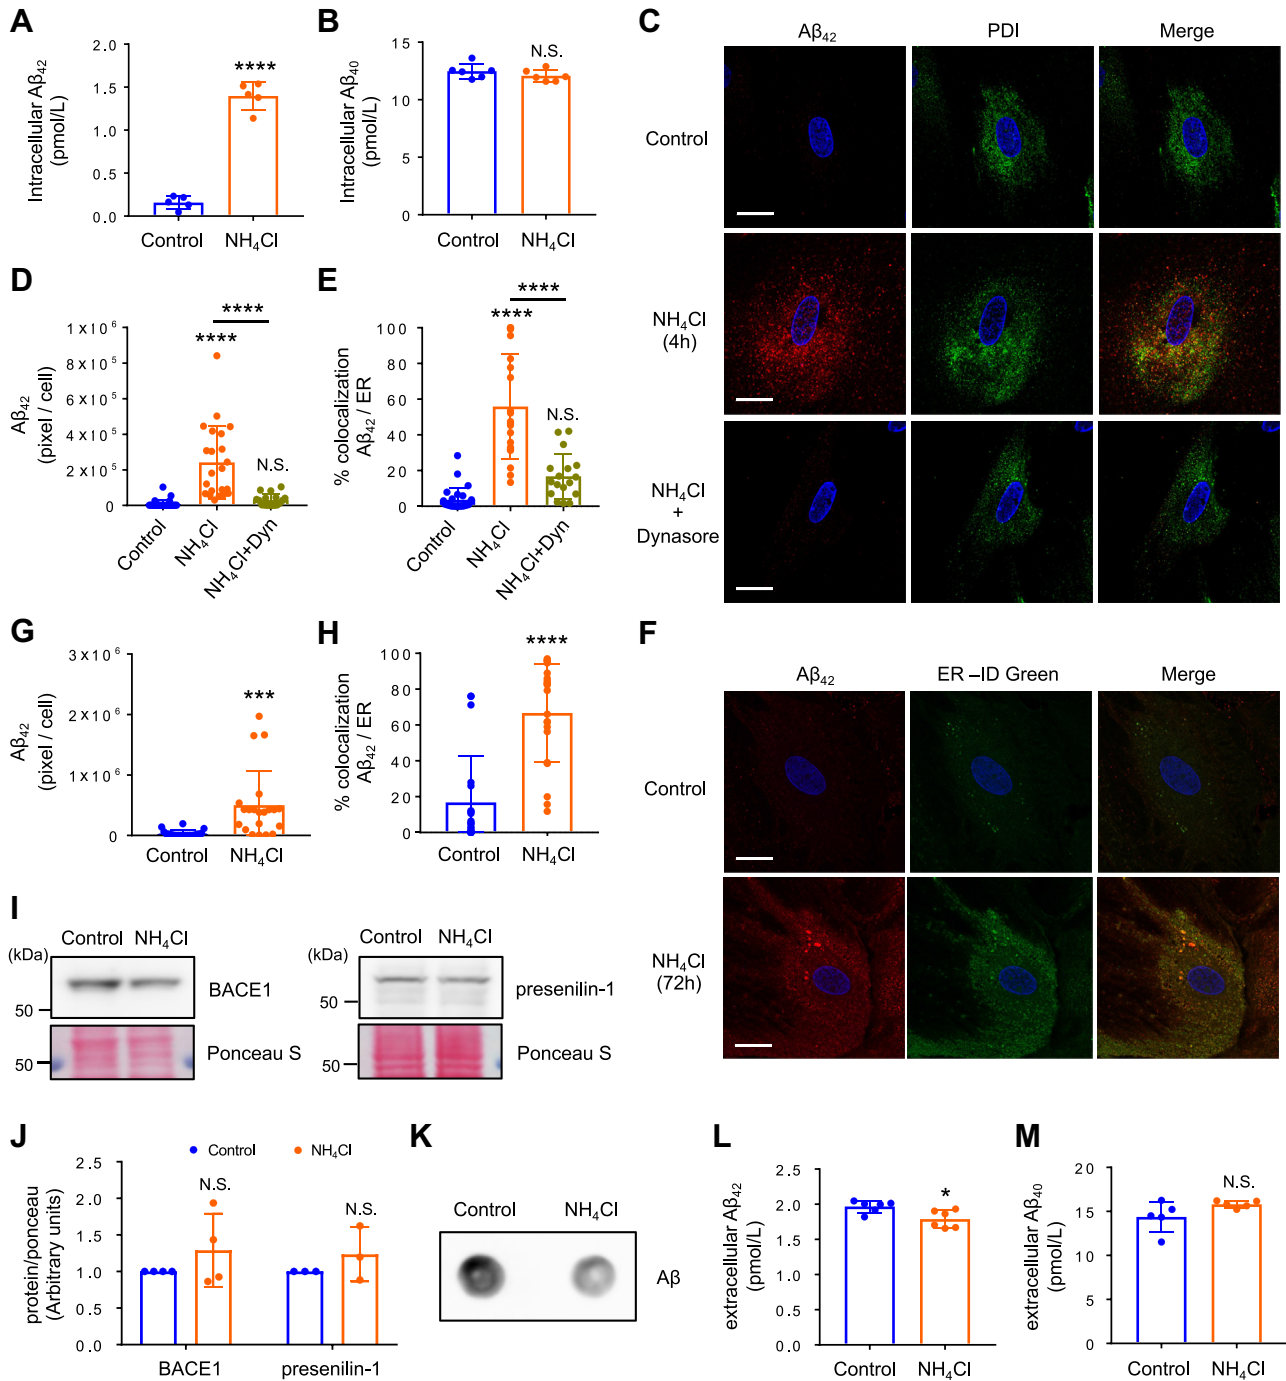 A
Intracellular Aβ42
(pmol/L)
2.0
1.5
1.0
0.5
0.0
****
Control
NH4Cl
B
Intracellular Aβ40
(pmol/L)
15
10
5
0
N.S.
Control
NH4Cl
C
Aβ42
PDI
Merge
Control
NH4Cl
(4h)
NH4Cl
+
Dynasore
D
Aβ42
(pixel / cell)
1×10^6
8×10^5
6×10^5
4×10^5
2×10^5
0
****
****
N.S.
Control
NH4Cl
NH4Cl+Dyn
E
% colocalization
Aβ42 / ER
100
80
60
40
20
0
****
****
N.S.
Control
NH4Cl
NH4Cl+Dyn
F
Aβ42
ER –ID Green
Merge
Control
NH4Cl
(72h)
G
Aβ42
(pixel / cell)
3×10^6
2×10^6
1×10^6
0
***
Control
NH4Cl
H
% colocalization
Aβ42 / ER
100
80
60
40
20
0
****
Control
NH4Cl
I
(kDa)
Control
NH4Cl
50
BACE1
50
Ponceau S
(kDa)
Control
NH4Cl
50
presenilin-1
50
Ponceau S
J
Control
NH4Cl
protein/ponceau
(Arbitrary units)
2.5
2.0
1.5
1.0
0.5
0.0
N.S.
N.S.
BACE1
presenilin-1
K
Control
NH4Cl
Aβ
L
extracellular Aβ42
(pmol/L)
2.5
2.0
1.5
1.0
0.5
0.0
*
Control
NH4Cl
M
extracellular Aβ40
(pmol/L)
20
15
10
5
0
N.S.
Control
NH4Cl